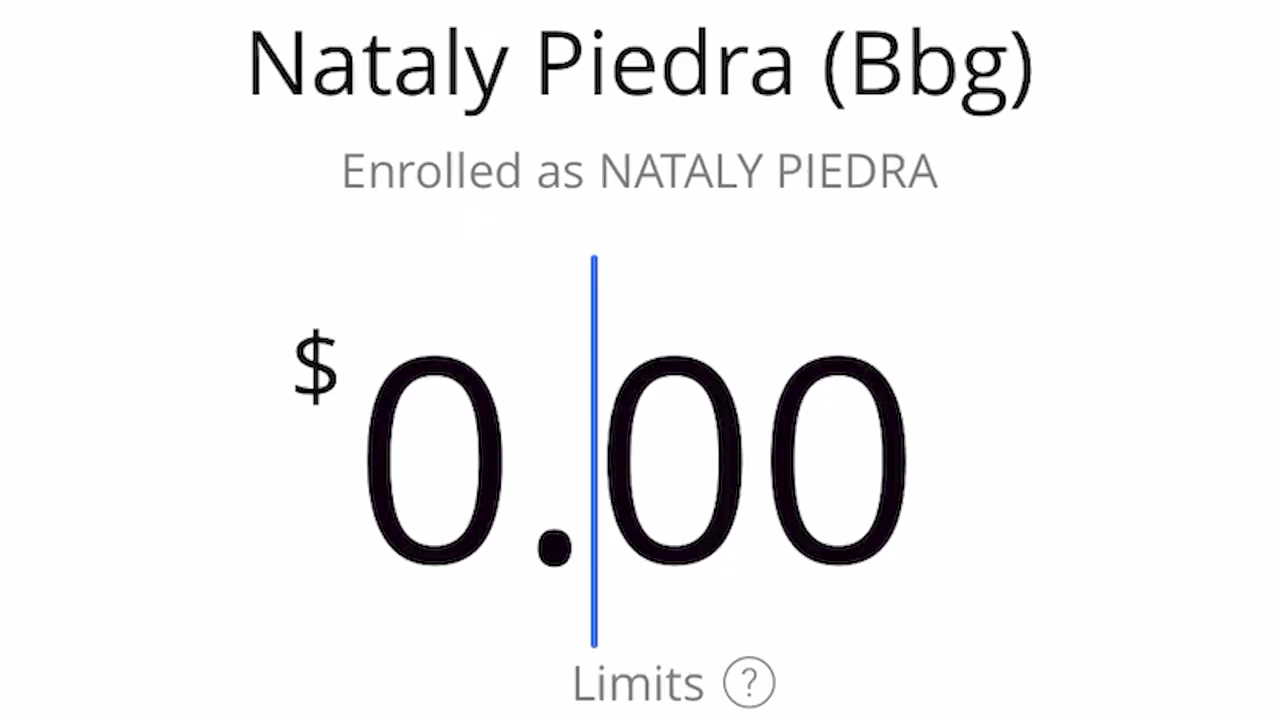 Nataly Piedra (Bbg)
Enrolled as NATALY PIEDRA
$0.00
Limits ?